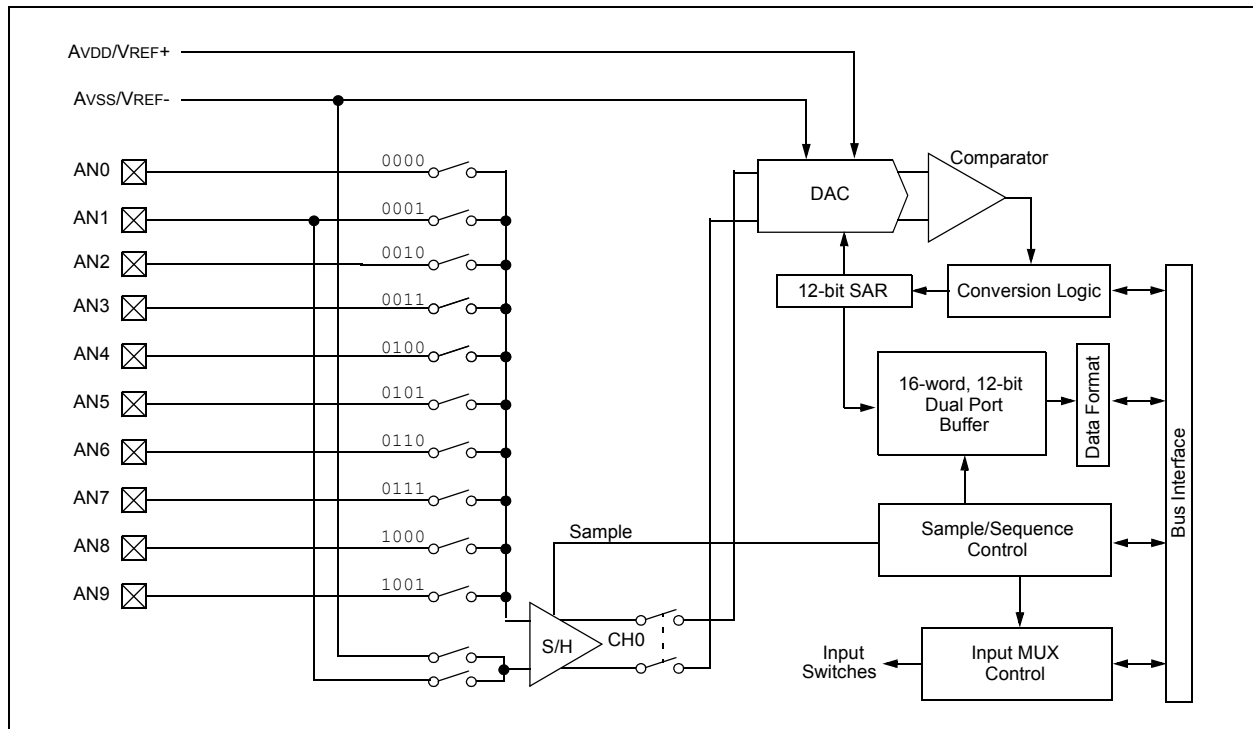 AVDD/VREF+
AVSS/VREF-
AN0
0000
AN1
0001
AN2
0010
AN3
0011
AN4
0100
AN5
0101
AN6
0110
AN7
0111
AN8
1000
AN9
1001
S/H
CH0
Sample
DAC
Comparator
12-bit SAR
Conversion Logic
16-word, 12-bit
Dual Port
Buffer
Data Format
Bus Interface
Sample/Sequence
Control
Input
Switches
Input MUX
Control